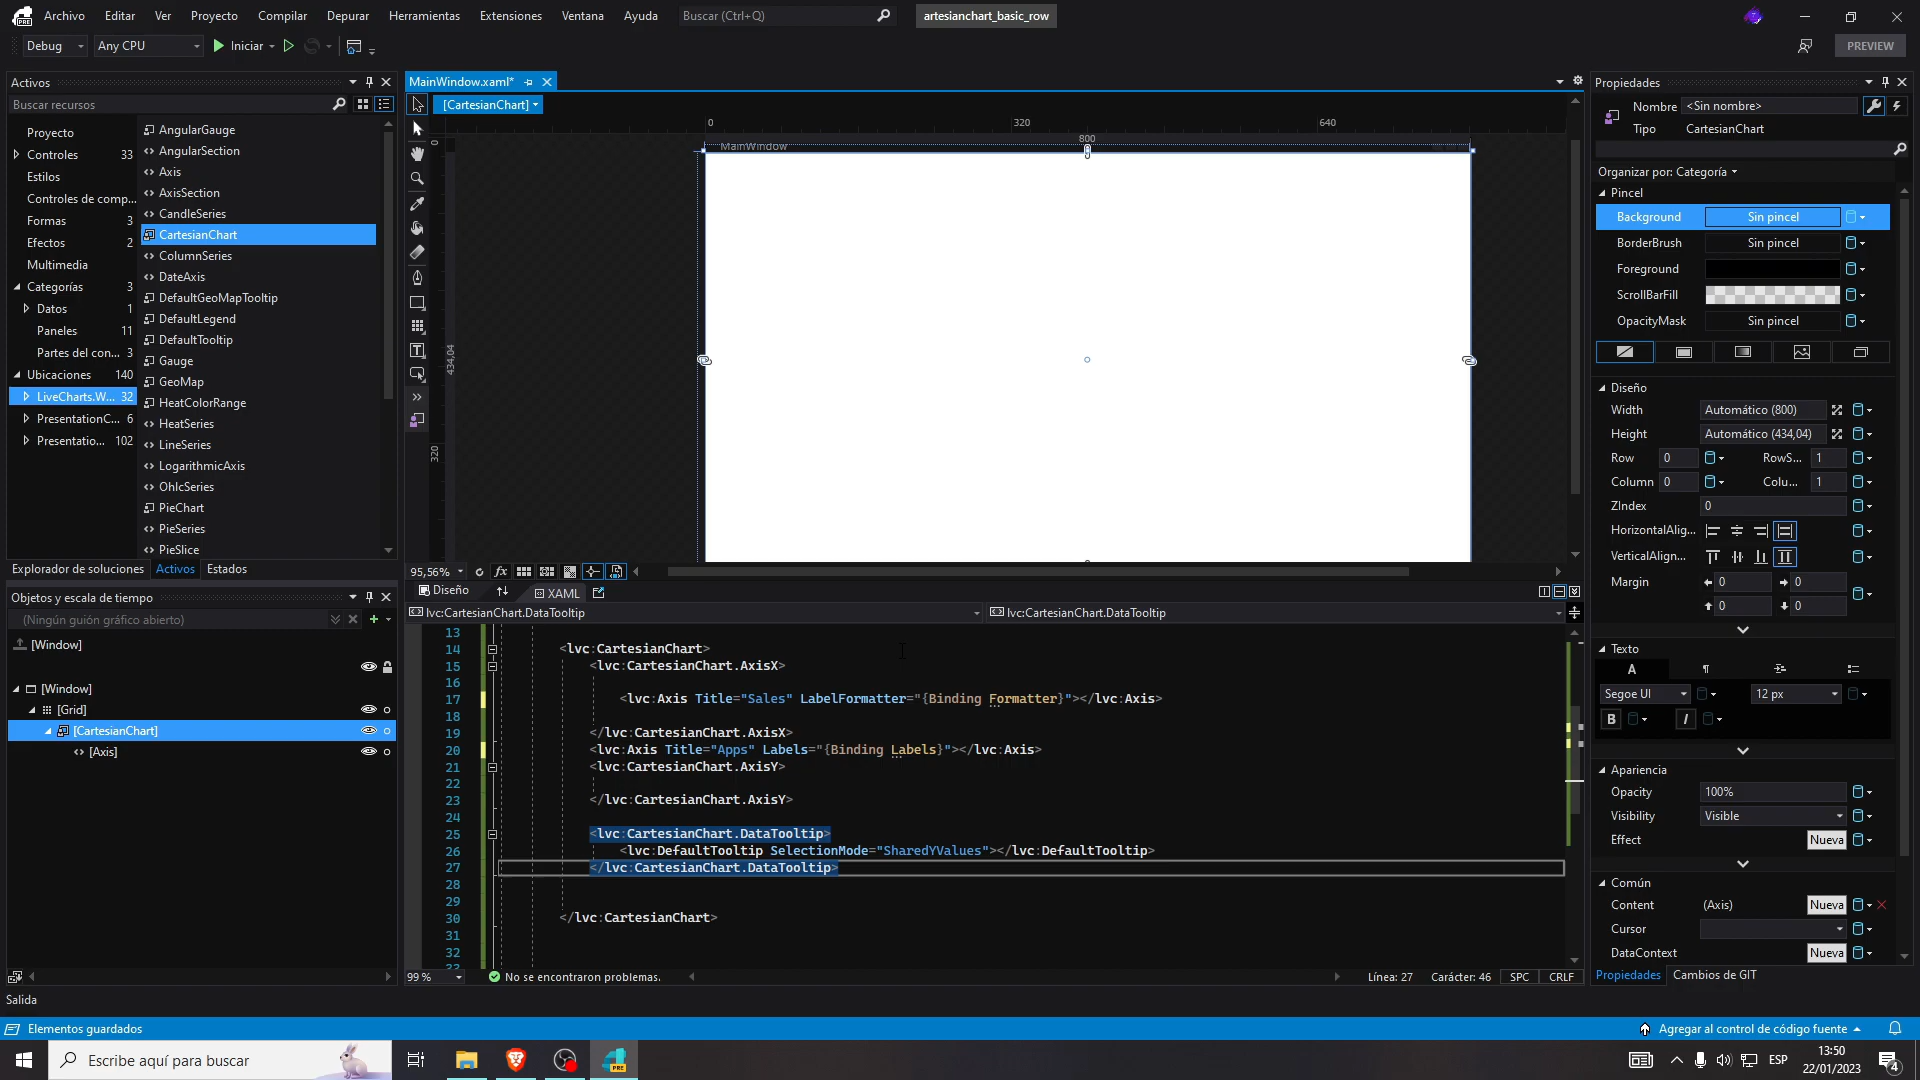 Archivo Editar Ver Proyecto Compilar Depurar Herramientas Extensiones Ventana Ayuda Buscar (Ctrl+Q) artesianchart_basic_row
Debug Any CPU Iniciar PREVIEW
Activos
Buscar recursos
Proyecto
Controles 33
Estilos
Controles de comp...
Formas 3
Efectos 2
Multimedia
Categorías 3
Datos 1
Paneles 11
Partes del con... 3
Ubicaciones 140
LiveCharts.W... 32
PresentationC... 6
Presentatio... 102
AngularGauge
AngularSection
Axis
AxisSection
CandleSeries
CartesianChart
ColumnSeries
DateAxis
DefaultGeoMapTooltip
DefaultLegend
DefaultTooltip
Gauge
GeoMap
HeatColorRange
HeatSeries
LineSeries
LogarithmicAxis
OhlcSeries
PieChart
PieSeries
PieSlice
Explorador de soluciones Activos Estados
Objetos y escala de tiempo
(Ningún guión gráfico abierto)
[Window]
[Window]
[Grid]
[CartesianChart]
[Axis]
MainWindow.xaml*
[CartesianChart]
0 320 640
800
MainWindow
0
434,04
320
95,56%
Diseño XAML
lvc:CartesianChart.DataTooltip lvc:CartesianChart.DataTooltip
13
14 <lvc:CartesianChart>
15 <lvc:CartesianChart.AxisX>
16
17 <lvc:Axis Title="Sales" LabelFormatter="{Binding Formatter}"></lvc:Axis>
18
19 </lvc:CartesianChart.AxisX>
20 <lvc:Axis Title="Apps" Labels="{Binding Labels}"></lvc:Axis>
21 <lvc:CartesianChart.AxisY>
22
23 </lvc:CartesianChart.AxisY>
24
25 <lvc:CartesianChart.DataTooltip>
26 <lvc:DefaultTooltip SelectionMode="SharedYValues"></lvc:DefaultTooltip>
27 </lvc:CartesianChart.DataTooltip>
28
29
30 </lvc:CartesianChart>
31
32
33
99 % No se encontraron problemas. Línea: 27 Carácter: 46 SPC CRLF
Propiedades
Nombre <Sin nombre>
Tipo CartesianChart
Organizar por: Categoría
Pincel
Background Sin pincel
BorderBrush Sin pincel
Foreground
ScrollBarFill
OpacityMask Sin pincel
Diseño
Width Automático (800)
Height Automático (434,04)
Row 0 RowS... 1
Column 0 Colu... 1
ZIndex 0
HorizontalAlig...
VerticalAlign...
Margin 0 0
0 0
Texto
A
Segoe UI 12 px
B I
Apariencia
Opacity 100%
Visibility Visible
Effect Nueva
Común
Content (Axis) Nueva
Cursor
DataContext Nueva
Propiedades Cambios de GIT
Salida
Elementos guardados Agregar al control de código fuente
Escribe aquí para buscar PRE ESP 13:50
22/01/2023 4